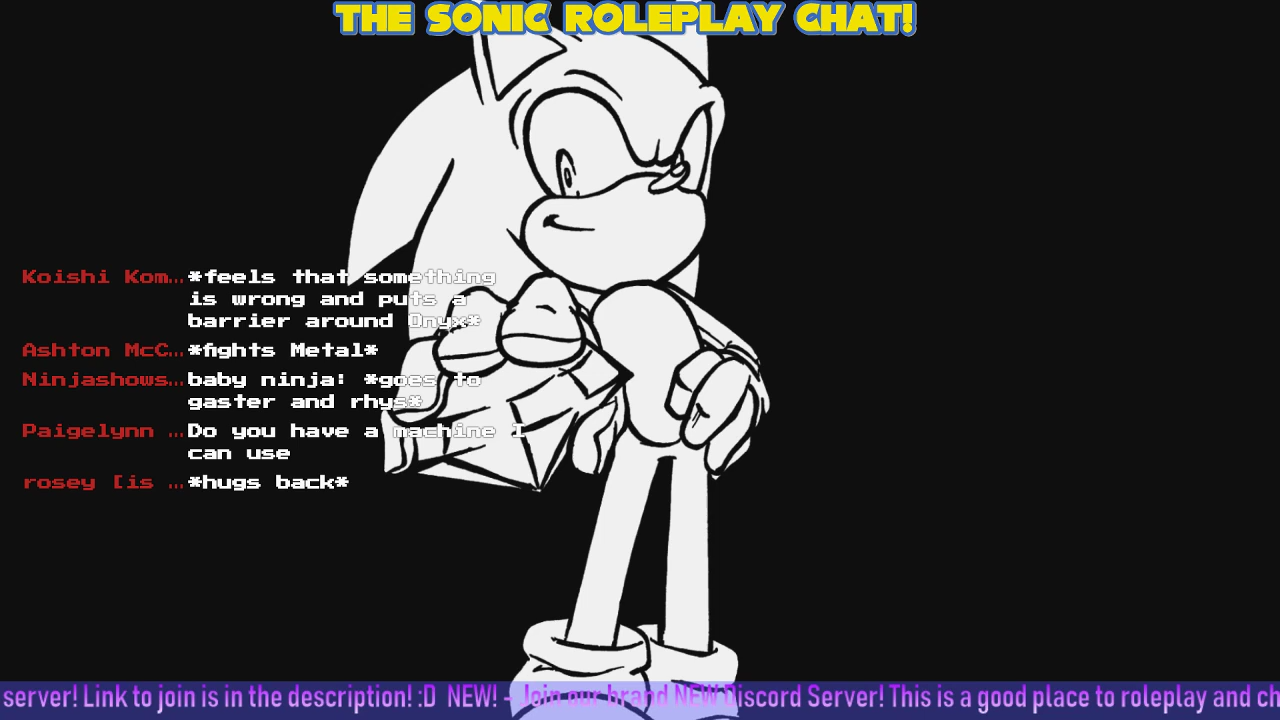 THE SONIC ROLEPLAY CHAT!
Koishi Kom… *feels that something
is wrong and puts a
barrier around Onyx*
Ashton McC… *fights Metal*
Ninjashows… baby ninja: *goes to
gaster and rhys*
Paigelynn … Do you have a machine I
can use
rosey [is … *hugs back*
server! Link to join is in the description! :D NEW! - Join our brand NEW Discord Server! This is a good place to roleplay and ch